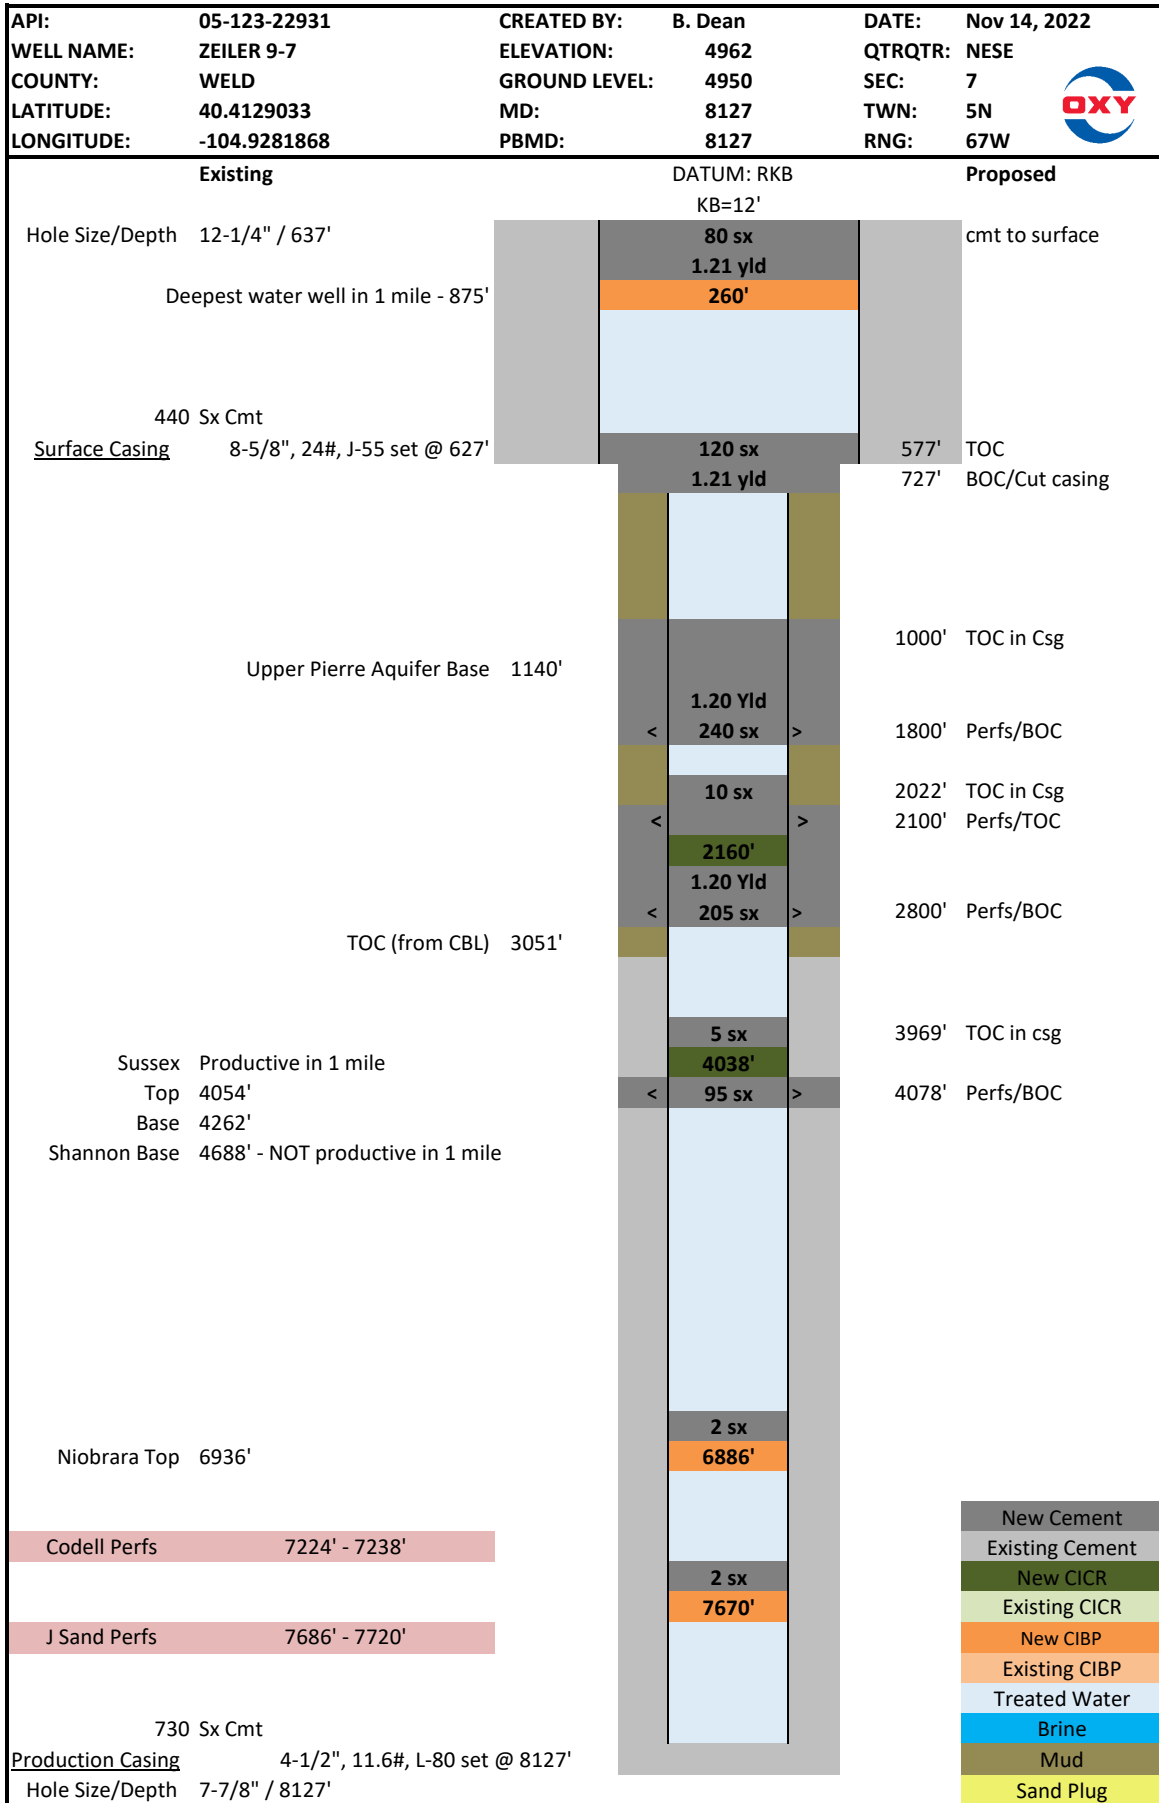 API: 05-123-22931 CREATED BY: B. Dean DATE: Nov 14, 2022
WELL NAME: ZEILER 9-7 ELEVATION: 4962 QTRQTR: NESE
COUNTY: WELD GROUND LEVEL: 4950 SEC: 7
OXY
LATITUDE: 40.4129033 MD: 8127 TWN: 5N
LONGITUDE: -104.9281868 PBMD: 8127 RNG: 67W
Existing DATUM: RKB Proposed
KB=12'
Hole Size/Depth 12-1/4" / 637' 80 sx cmt to surface
1.21 yld
Deepest water well in 1 mile - 875' 260'
440 Sx Cmt
Surface Casing 8-5/8", 24#, J-55 set @ 627' 120 sx 577' TOC
1.21 yld 727' BOC/Cut casing
1000' TOC in Csg
Upper Pierre Aquifer Base 1140'
1.20 Yld
< 240 sx > 1800' Perfs/BOC
10 sx 2022' TOC in Csg
< > 2100' Perfs/TOC
2160'
1.20 Yld
< 205 sx > 2800' Perfs/BOC
TOC (from CBL) 3051'
5 sx 3969' TOC in csg
Sussex Productive in 1 mile 4038'
Top 4054' < 95 sx > 4078' Perfs/BOC
Base 4262'
Shannon Base 4688' - NOT productive in 1 mile
2 sx
Niobrara Top 6936' 6886'
New Cement
Codell Perfs 7224' - 7238' Existing Cement
2 sx New CICR
7670' Existing CICR
J Sand Perfs 7686' - 7720' New CIBP
Existing CIBP
Treated Water
730 Sx Cmt Brine
Production Casing 4-1/2", 11.6#, L-80 set @ 8127' Mud
Hole Size/Depth 7-7/8" / 8127' Sand Plug